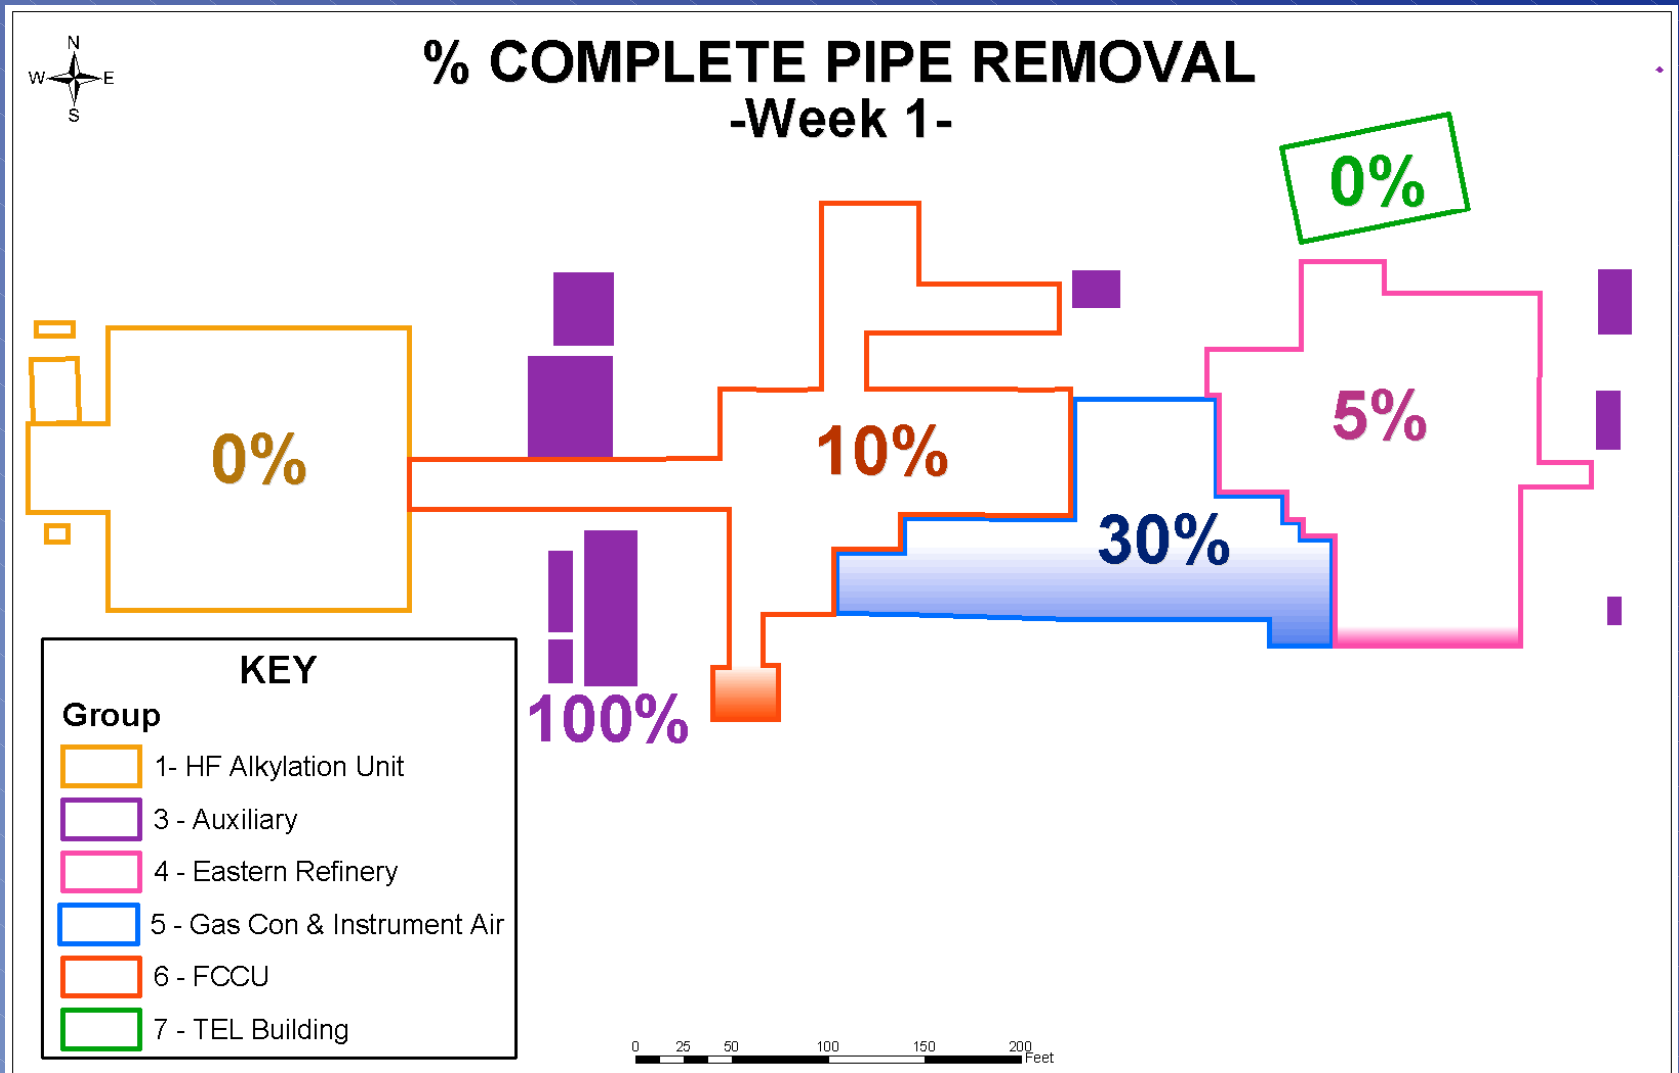 N
W E
S
% COMPLETE PIPE REMOVAL
-Week 1-
0%
0%
10%
5%
30%
100%
KEY
Group
1- HF Alkylation Unit
3 - Auxiliary
4 - Eastern Refinery
5 - Gas Con & Instrument Air
6 - FCCU
7 - TEL Building
0 25 50 100 150 200
Feet